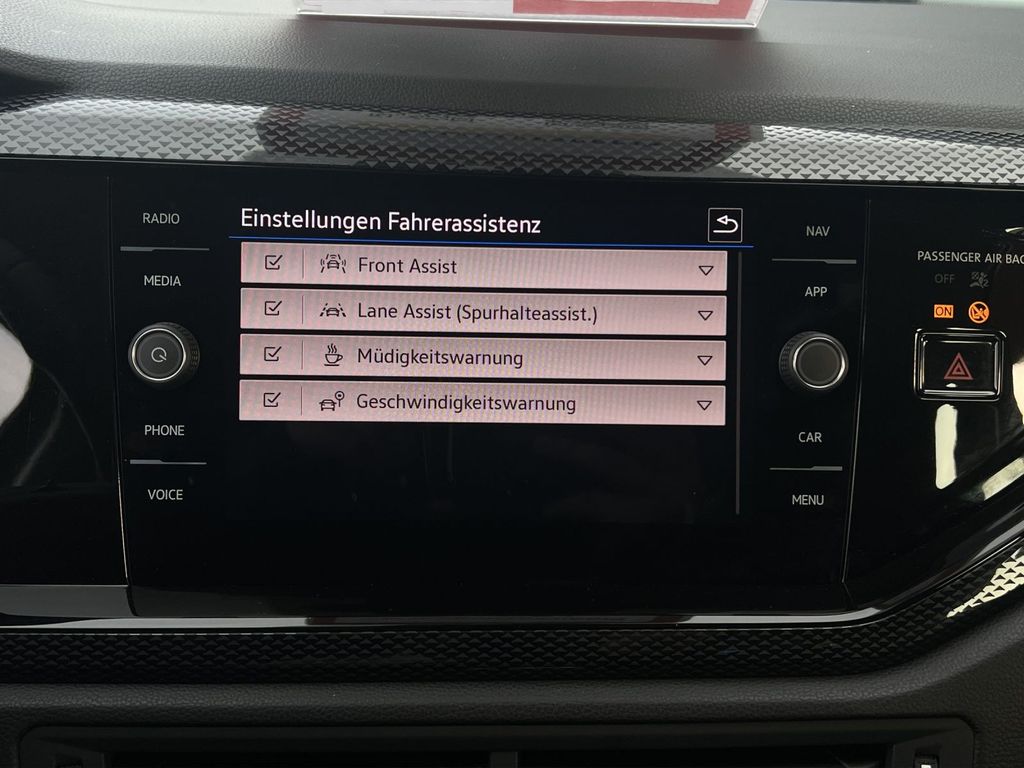 RADIO
MEDIA
PHONE
VOICE
Einstellungen Fahrerassistenz
Front Assist
Lane Assist (Spurhalteassist.)
Müdigkeitswarnung
Geschwindigkeitswarnung
NAV
APP
CAR
MENU
PASSENGER AIR BAG
OFF
ON